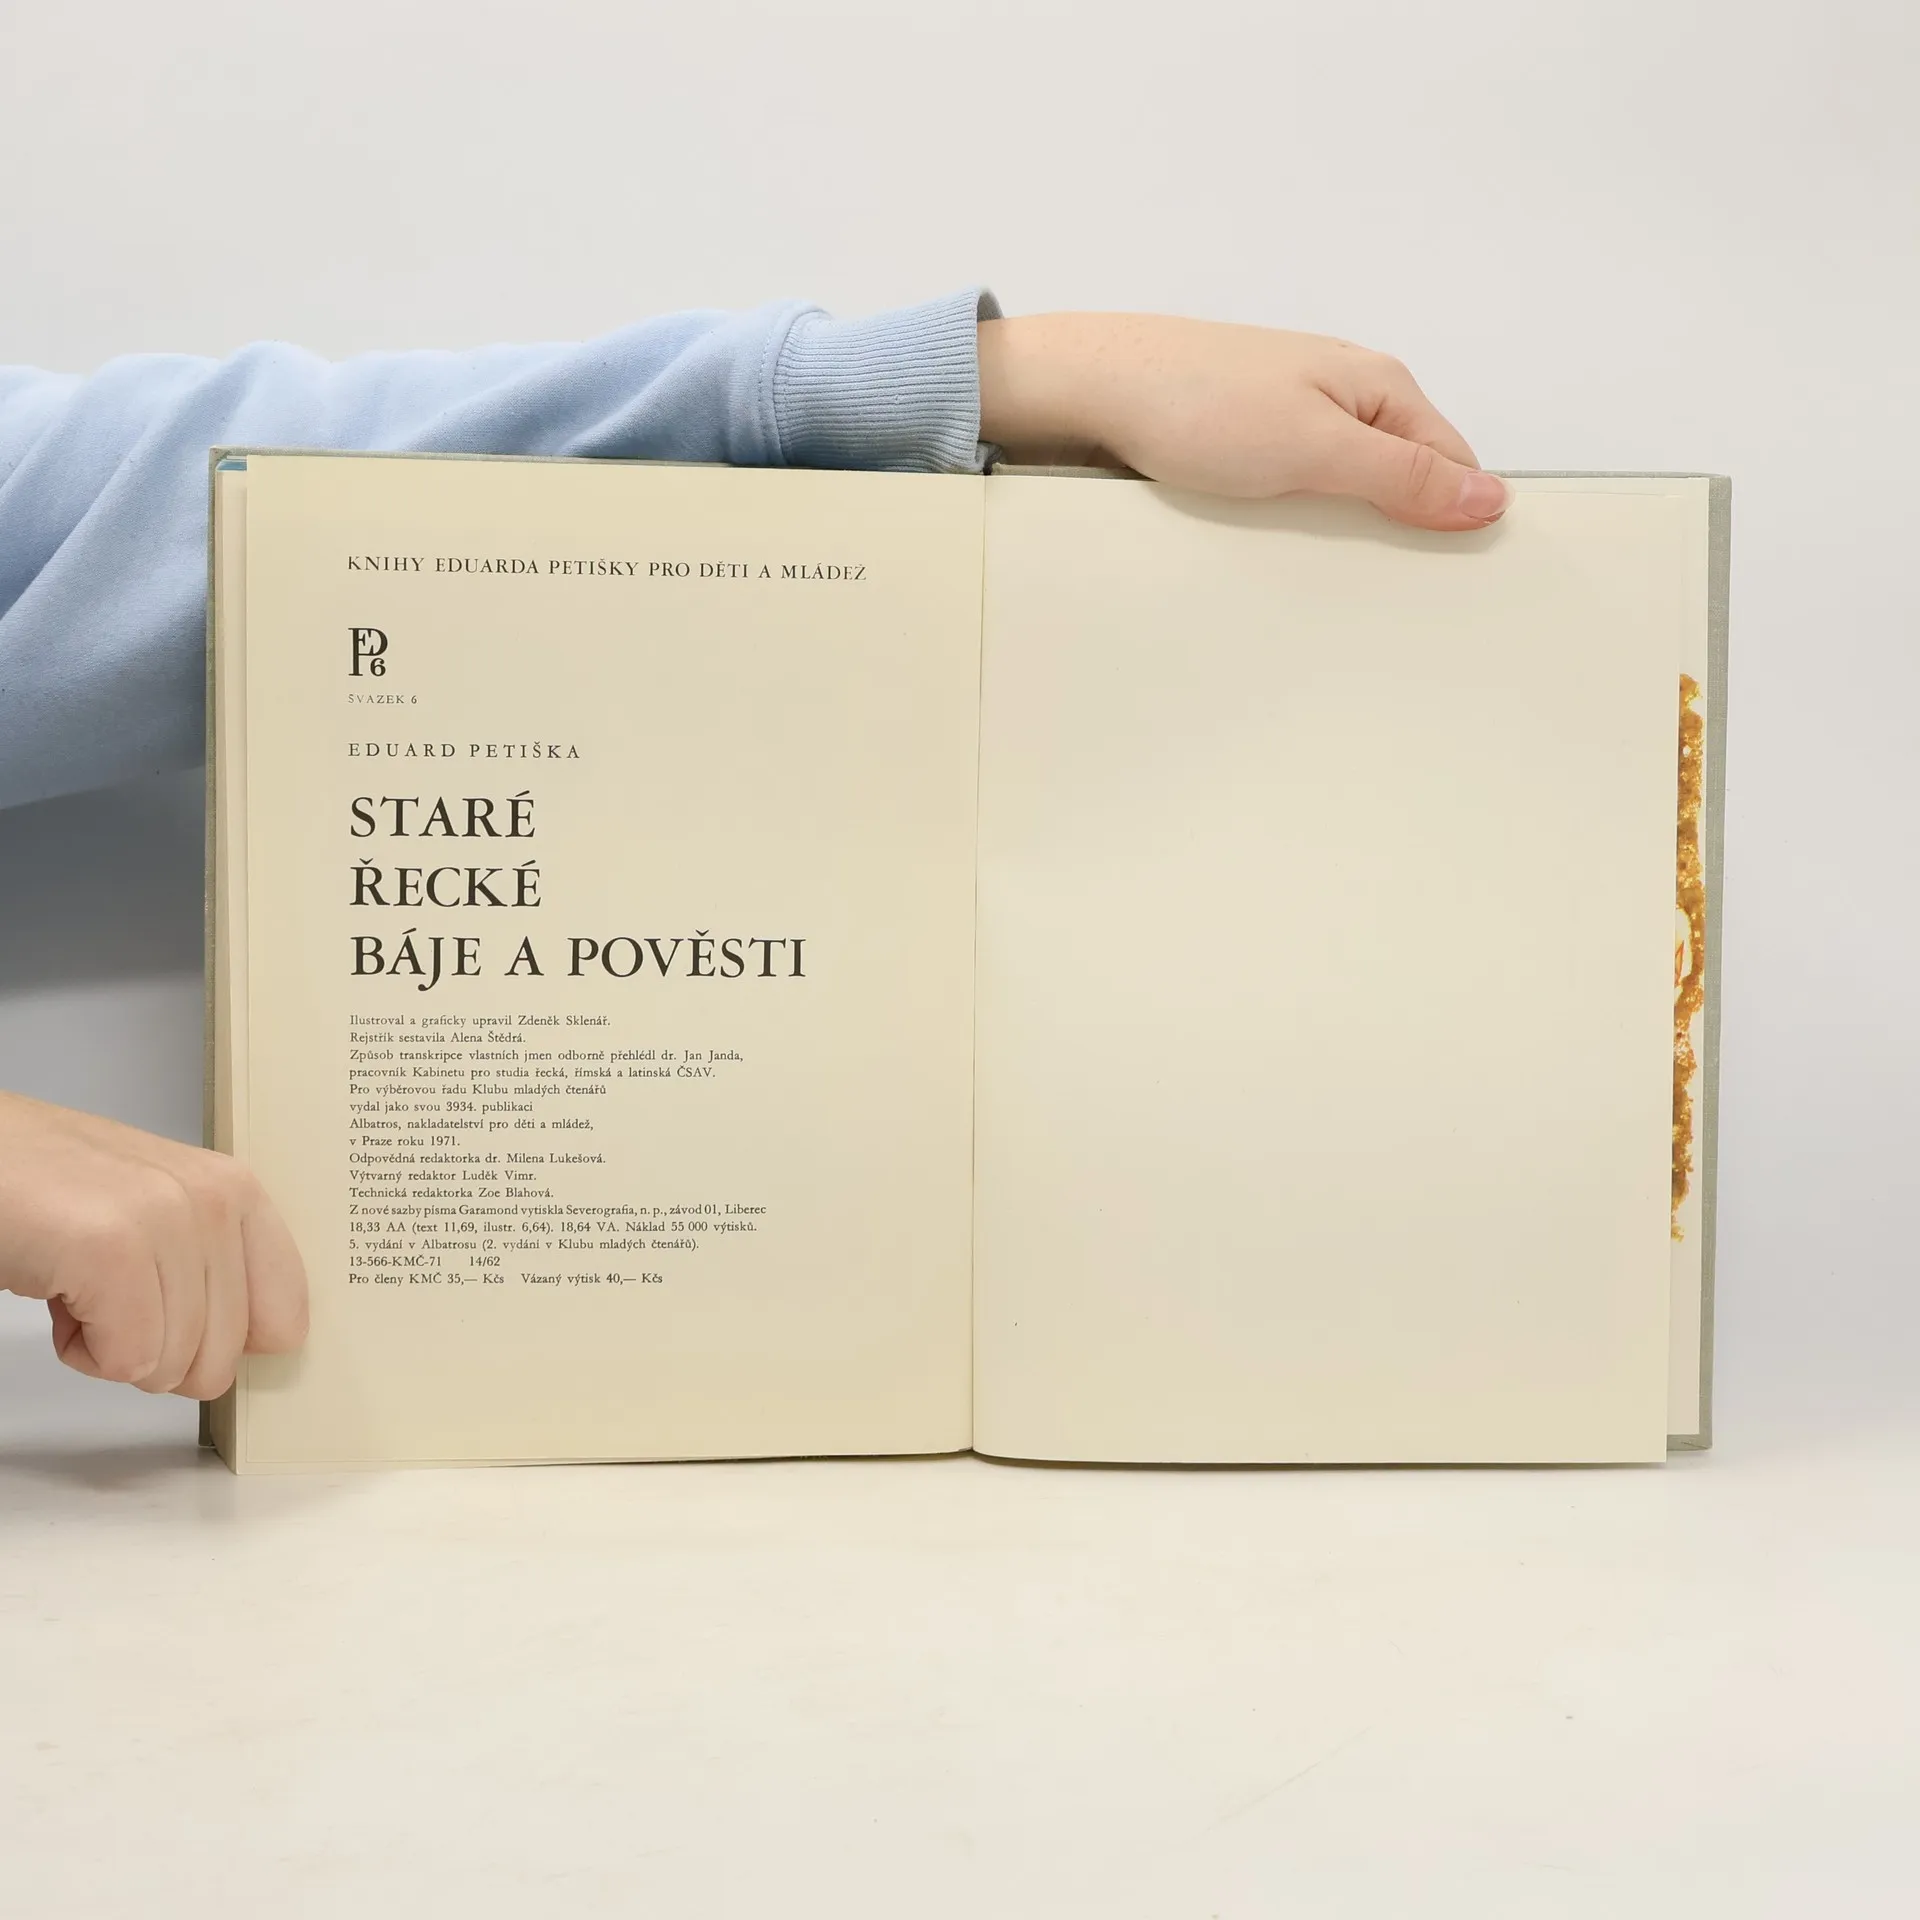 KNIHY EDUARDA PETIŠKY PRO DĚTI A MLÁDEŽ
EP6
SVAZEK 6
EDUARD PETIŠKA
STARÉ
ŘECKÉ
BÁJE A POVĚSTI
Ilustroval a graficky upravil Zdeněk Sklenář.
Rejstřík sestavila Alena Štědrá.
Způsob transkripce vlastních jmen odborně přehlédl dr. Jan Janda,
pracovník Kabinetu pro studia řecká, římská a latinská ČSAV.
Pro výběrovou řadu Klubu mladých čtenářů
vydal jako svou 3934. publikaci
Albatros, nakladatelství pro děti a mládež,
v Praze roku 1971.
Odpovědná redaktorka dr. Milena Lukešová.
Výtvarný redaktor Luděk Vimr.
Technická redaktorka Zoe Blahová.
Z nové sazby písma Garamond vytiskla Severografia, n. p., závod 01, Liberec
18,33 AA (text 11,69, ilustr. 6,64). 18,64 VA. Náklad 55 000 výtisků.
5. vydání v Albatrosu (2. vydání v Klubu mladých čtenářů).
13-566-KMČ-71 14/62
Pro členy KMČ 35,— Kčs Vázaný výtisk 40,— Kčs